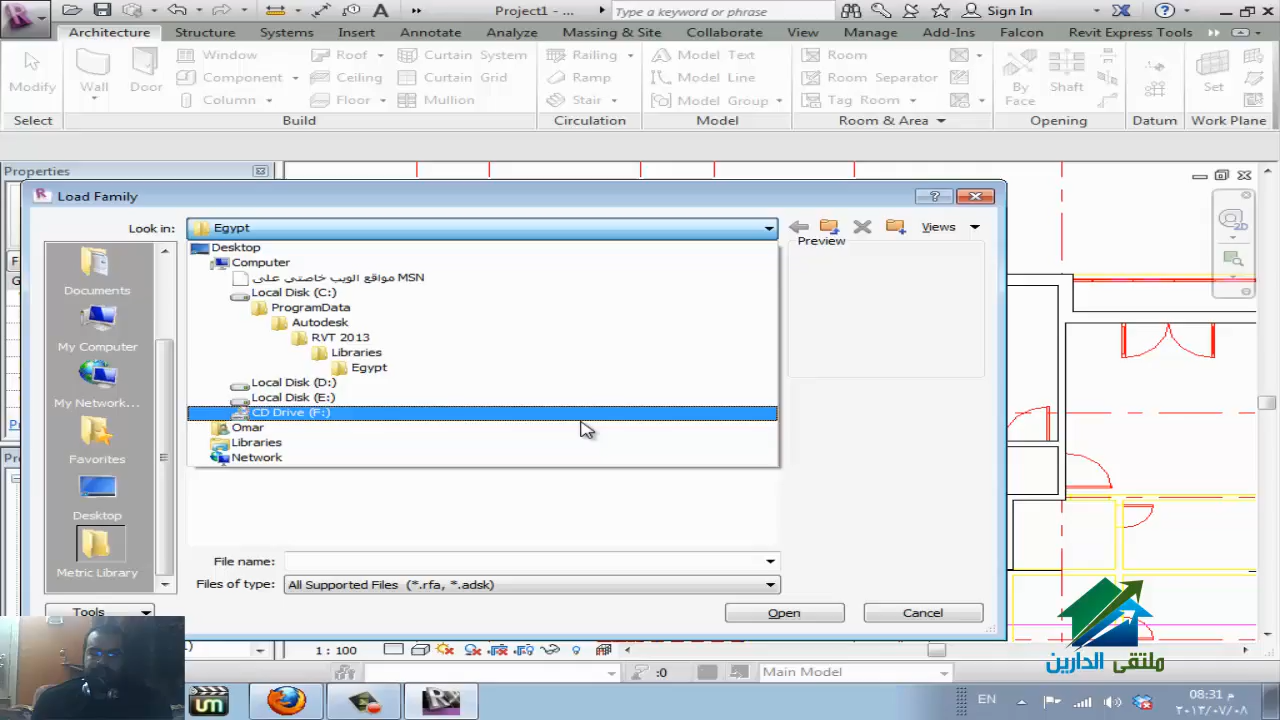 Project1 - ...
Type a keyword or phrase
Sign In
Architecture
Structure
Systems
Insert
Annotate
Analyze
Massing & Site
Collaborate
View
Manage
Add-Ins
Falcon
Revit Express Tools
Modify
Wall
Door
Window
Component
Column
Roof
Floor
Curtain System
Curtain Grid
Mullion
Railing
Ramp
Stair
Model Text
Model Line
Model Group
Room
Room Separator
Tag Room
By Face
Shaft
Set
Select
Build
Circulation
Model
Room & Area
Opening
Datum
Work Plane
Properties
Load Family
Look in:
Egypt
Views
Preview
Desktop
Computer
مواقع الويب خاصتي على MSN
Local Disk (C:)
ProgramData
Autodesk
RVT 2013
Libraries
Egypt
Local Disk (D:)
Local Disk (E:)
CD Drive (F:)
Omar
Libraries
Network
Documents
My Computer
My Network...
Favorites
Desktop
Metric Library
File name:
Files of type:
All Supported Files (*.rfa, *.adsk)
Tools
Open
Cancel
1 : 100
:0
Main Model
ملتقى الدارين
EN
08:31 م
٢٠١٣/٠٧/٠٨